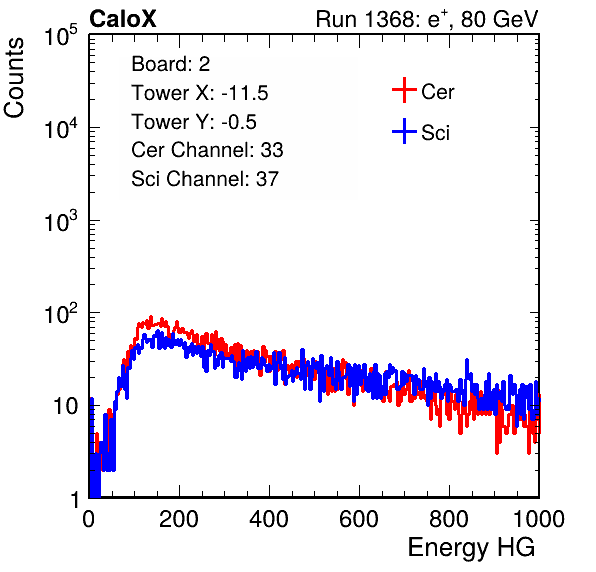 CaloX Run 1368: e⁺, 80 GeV
Counts
10⁵
10⁴
10³
10²
10
1
Board: 2
Tower X: -11.5
Tower Y: -0.5
Cer Channel: 33
Sci Channel: 37
Cer
Sci
0 200 400 600 800 1000
Energy HG